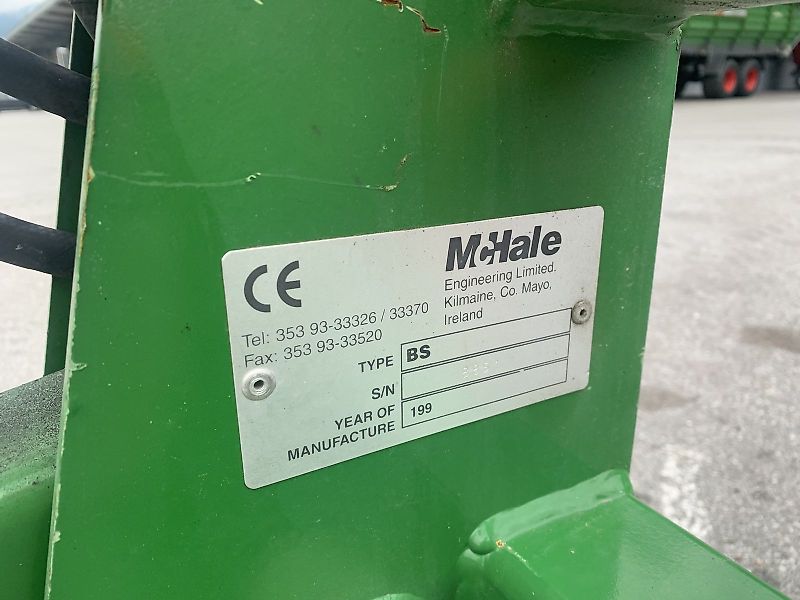 CE
McHale
Engineering Limited.
Kilmaine, Co. Mayo,
Ireland
Tel: 353 93-33326 / 33370
Fax: 353 93-33520
TYPE BS
S/N
YEAR OF
MANUFACTURE 199